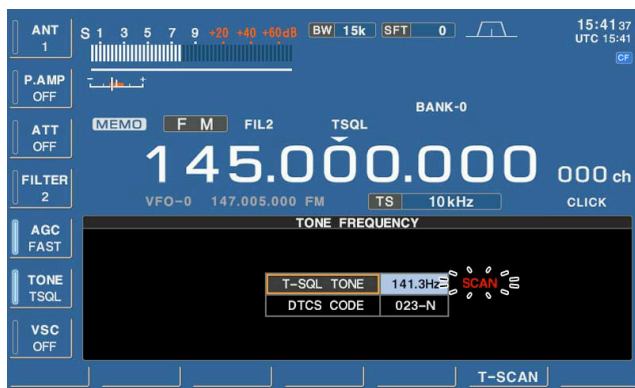 ANT
1
S 1 3 5 7 9 +20 +40 +60dB BW 15k SFT 0
15:41 37
UTC 15:41
CF
P.AMP
OFF
- +
BANK-0
ATT
OFF
MEMO FM FIL2 TSQL
145.000.000 000 ch
FILTER
2
VFO-0 147.005.000 FM TS 10kHz CLICK
AGC
FAST
TONE FREQUENCY
TONE
TSQL
T-SQL TONE 141.3Hz SCAN
DTCS CODE 023-N
VSC
OFF
T-SCAN